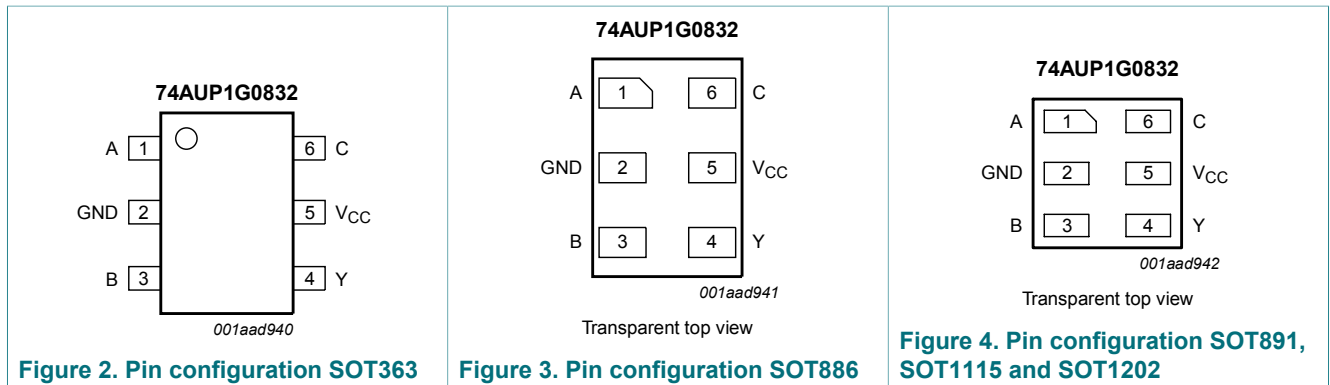 74AUP1G0832
A 1 6 C
GND 2 5 VCC
B 3 4 Y
001aad940
Figure 2. Pin configuration SOT363
74AUP1G0832
A 1 6 C
GND 2 5 VCC
B 3 4 Y
001aad941
Transparent top view
Figure 3. Pin configuration SOT886
74AUP1G0832
A 1 6 C
GND 2 5 VCC
B 3 4 Y
001aad942
Transparent top view
Figure 4. Pin configuration SOT891,
SOT1115 and SOT1202